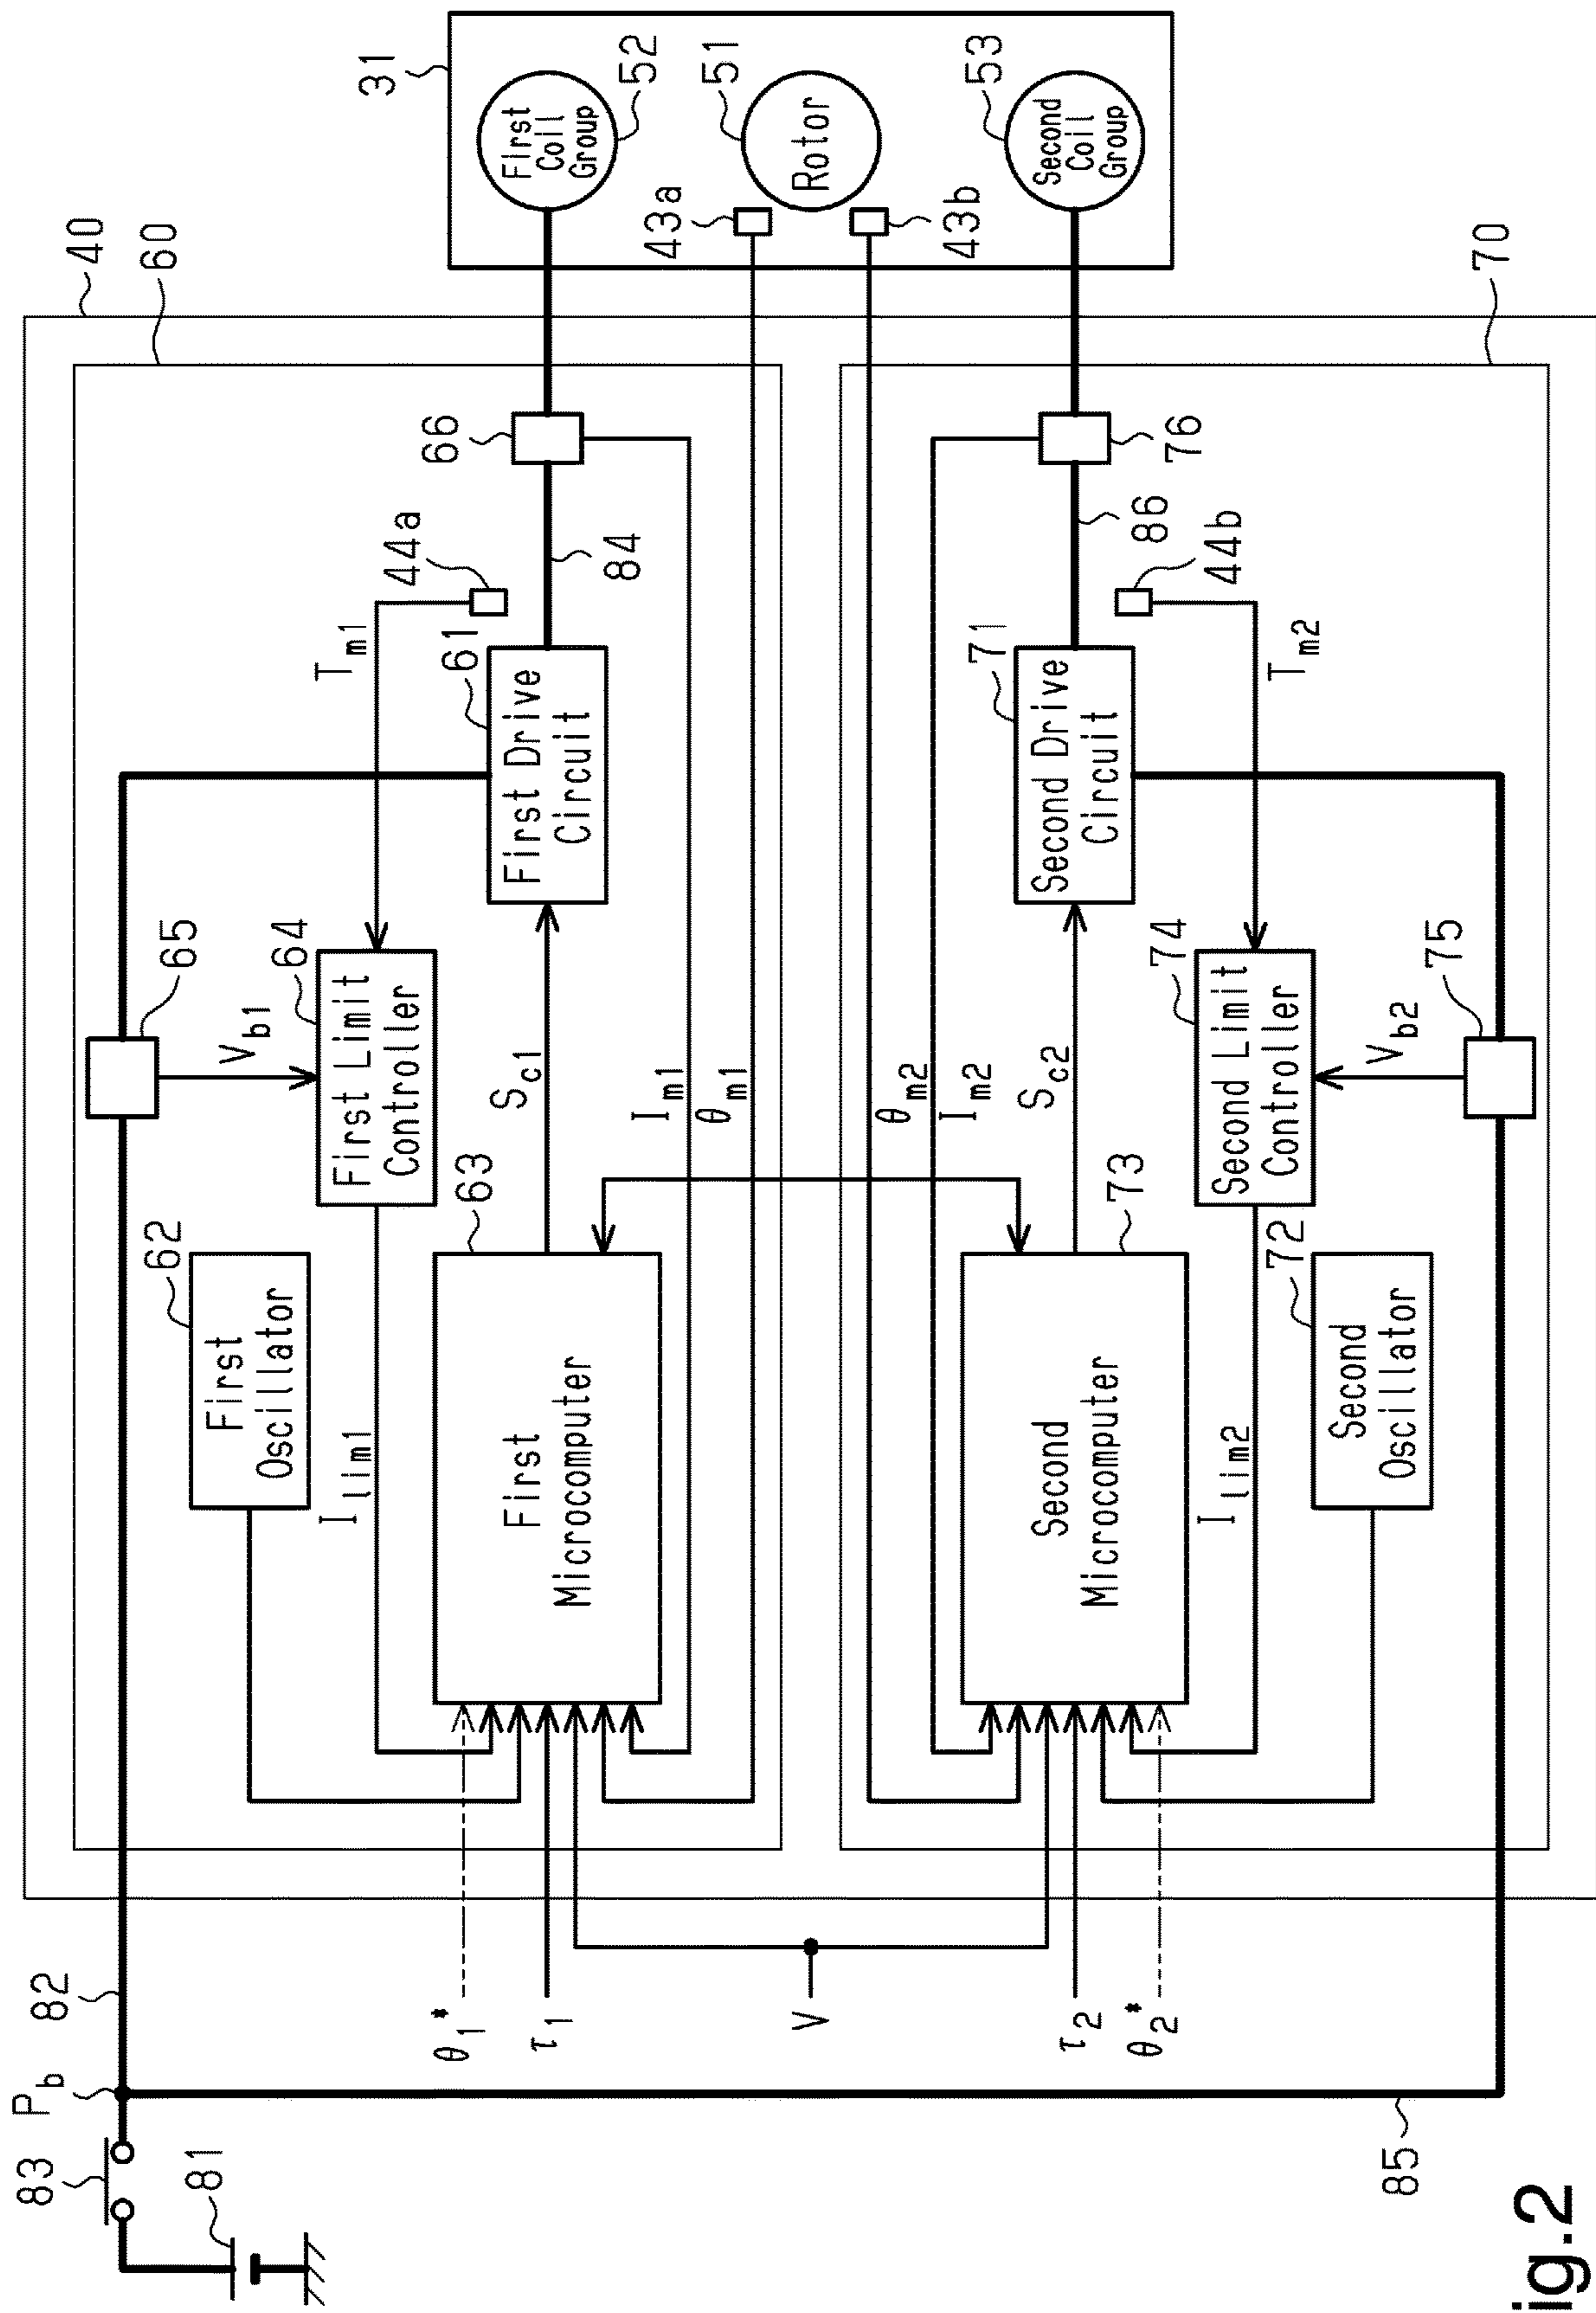 40
60
31
First
Coil
Group
52
Rotor
51
43a
43b
Second
Coil
Group
53
66
84
44a
Tm1
61
First Drive
Circuit
65
Vb1
64
First Limit
Controller
62
First
Oscillator
Ilim1
63
First
Microcomputer
Sc1
Im1
θm1
θm2
Im2
Sc2
70
76
86
44b
Tm2
71
Second Drive
Circuit
74
Second Limit
Controller
75
Vb2
73
Second
Microcomputer
Ilim2
72
Second
Oscillator
83
Pb
82
81
θ1*
τ1
V
τ2
θ2*
85
ig.2